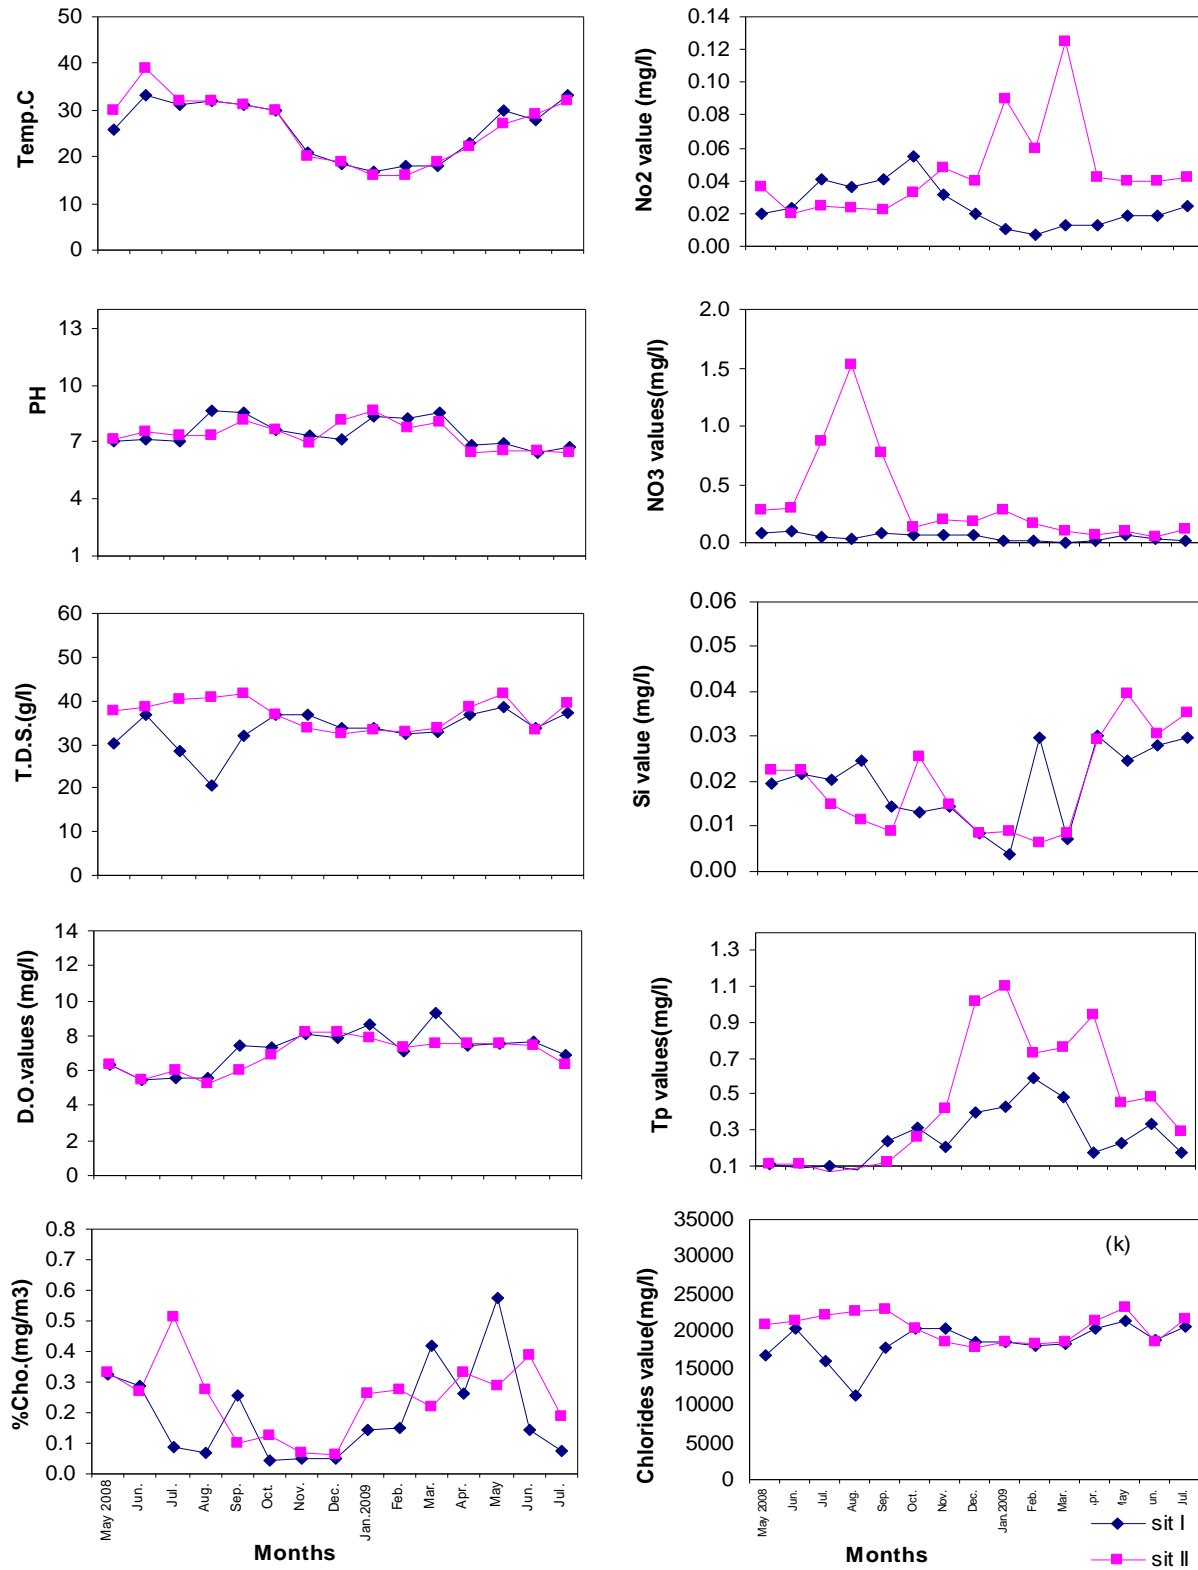 50
40
30
20
10
0
Temp.C
0.14
0.12
0.10
0.08
0.06
0.04
0.02
0.00
No2 value (mg/l)
13
10
7
4
1
PH
2.0
1.5
1.0
0.5
0.0
NO3 values(mg/l)
60
50
40
30
20
10
0
T.D.S.(g/l)
0.06
0.05
0.04
0.03
0.02
0.01
0.00
Si value (mg/l)
14
12
10
8
6
4
2
0
D.O.values (mg/l)
1.3
1.1
0.9
0.7
0.5
0.3
0.1
Tp values(mg/l)
0.8
0.7
0.6
0.5
0.4
0.3
0.2
0.1
0.0
%Cho.(mg/m3)
May 2008
Jun.
Jul.
Aug.
Sep.
Oct.
Nov.
Dec.
Jan.2009
Feb.
Mar.
Apr.
May
Jun.
Jul.
Months
35000
30000
25000
20000
15000
10000
5000
0
Chlorides value(mg/l)
(k)
May 2008
Jun.
Jul.
Aug.
Sep.
Oct.
Nov.
Dec.
Jan.2009
Feb.
Mar.
Apr.
May
un.
Jul.
Months
sit I
sit II